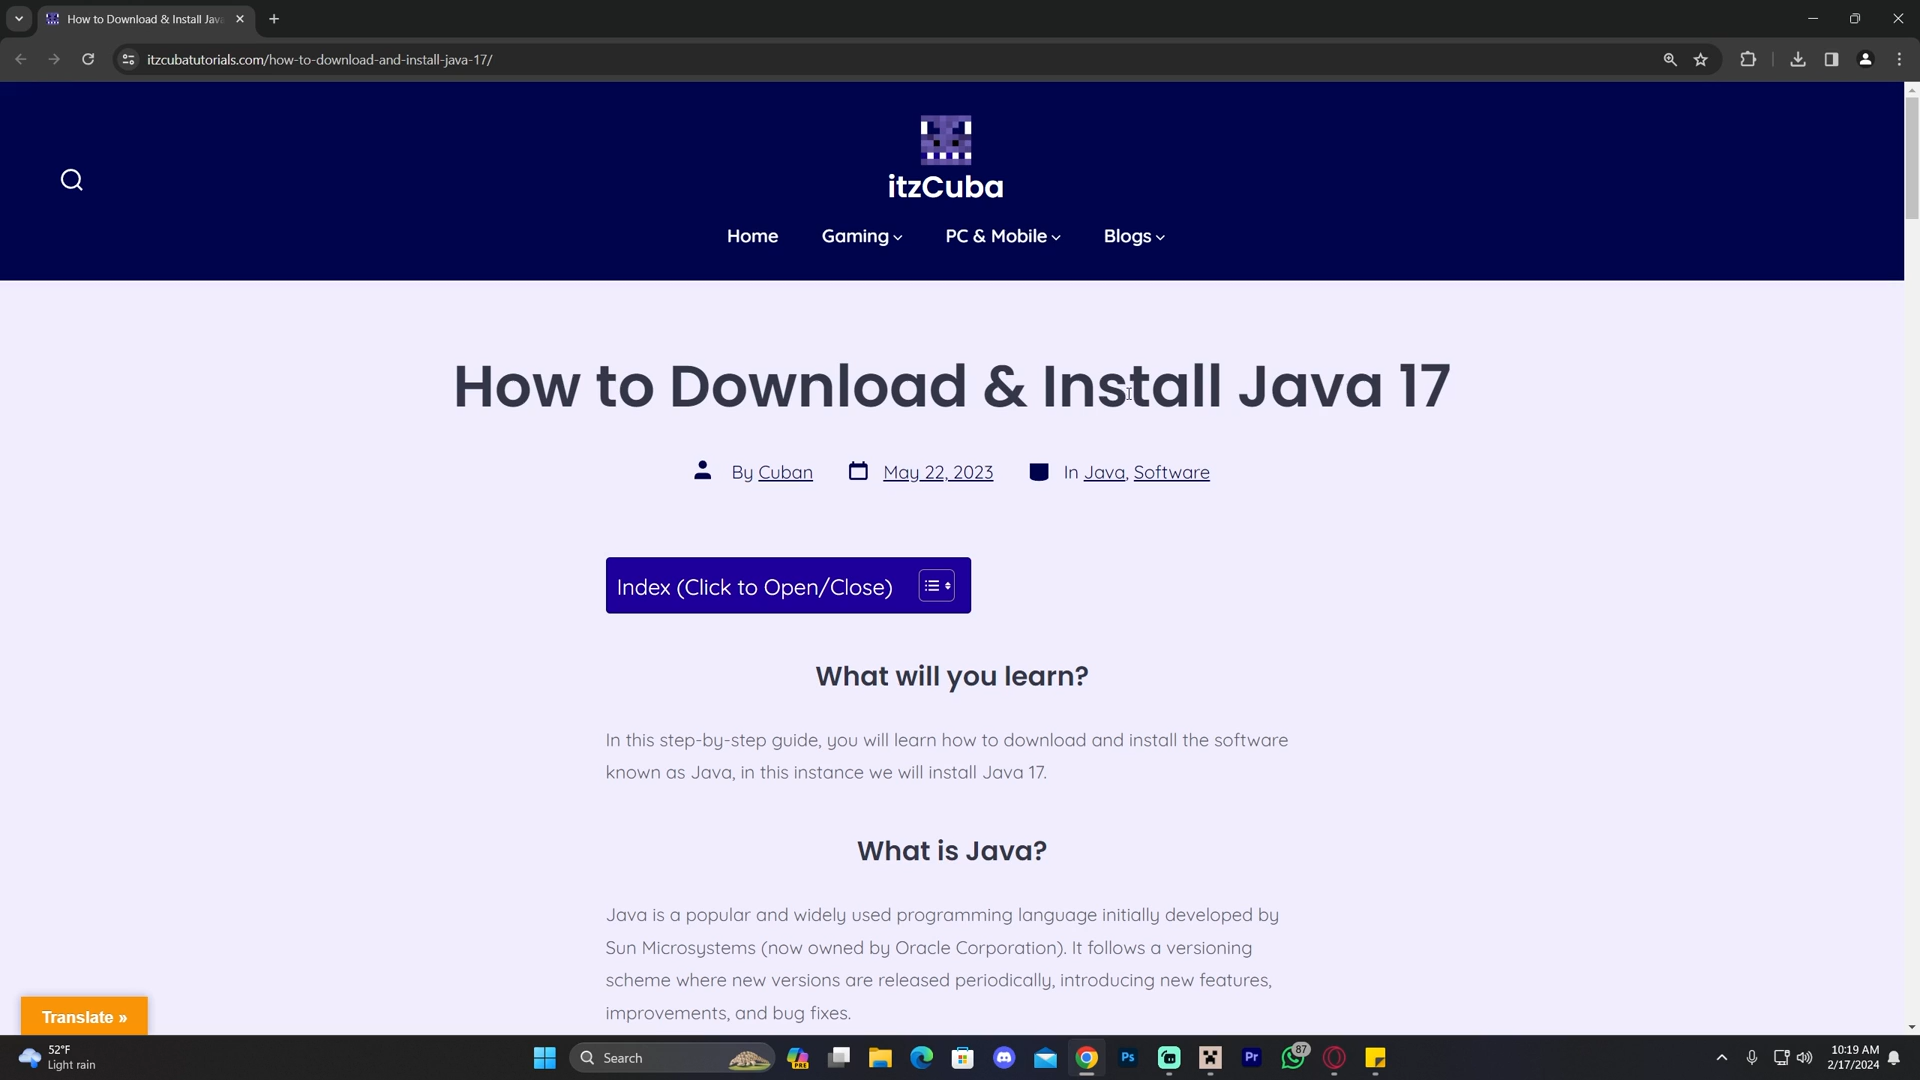 How to Download & Install Jav
itzcubatutorials.com/how-to-download-and-install-java-17/
itzCuba
Home
Gaming
PC & Mobile
Blogs
How to Download & Install Java 17
By Cuban
May 22, 2023
In Java, Software
Index (Click to Open/Close)
What will you learn?
In this step-by-step guide, you will learn how to download and install the software
known as Java, in this instance we will install Java 17.
What is Java?
Java is a popular and widely used programming language initially developed by
Sun Microsystems (now owned by Oracle Corporation). It follows a versioning
scheme where new versions are released periodically, introducing new features,
improvements, and bug fixes.
Translate »
52°F
Light rain
Search
PRE
Ps
Pr
87
10:19 AM
2/17/2024